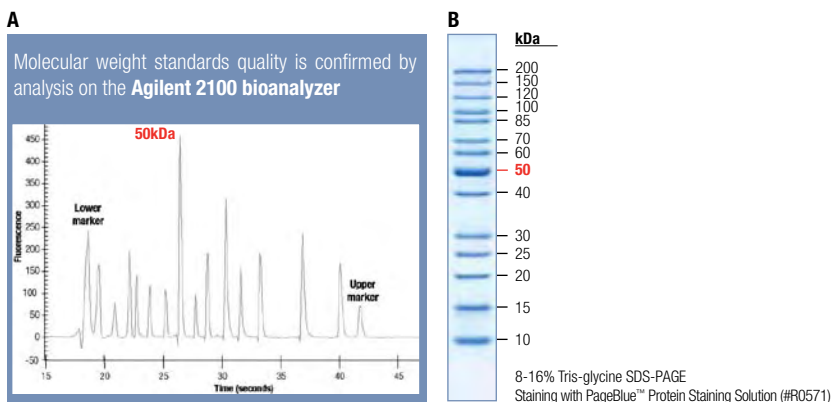 A
Molecular weight standards quality is confirmed by
analysis on the Agilent 2100 bioanalyzer
50kDa
Lower
marker
Upper
marker
Fluorescence
450
400
350
300
250
200
150
100
50
0
-50
15
20
25
30
35
40
45
Time (seconds)
B
kDa
200
150
120
100
85
70
60
50
40
30
25
20
15
10
8-16% Tris-glycine SDS-PAGE
Staining with PageBlue™ Protein Staining Solution (#R0571)